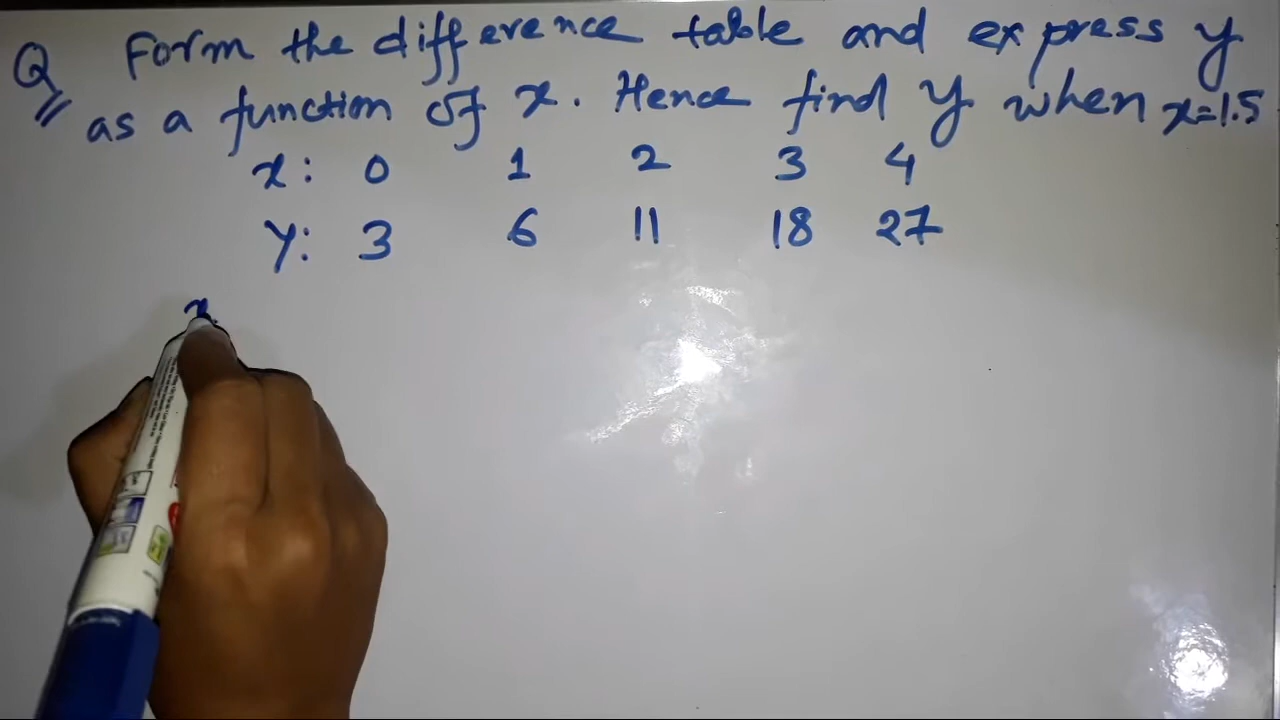 Q Form the difference table and express y
as a function of x. Hence find y when x=1.5
x: 0 1 2 3 4
y: 3 6 11 18 27
x